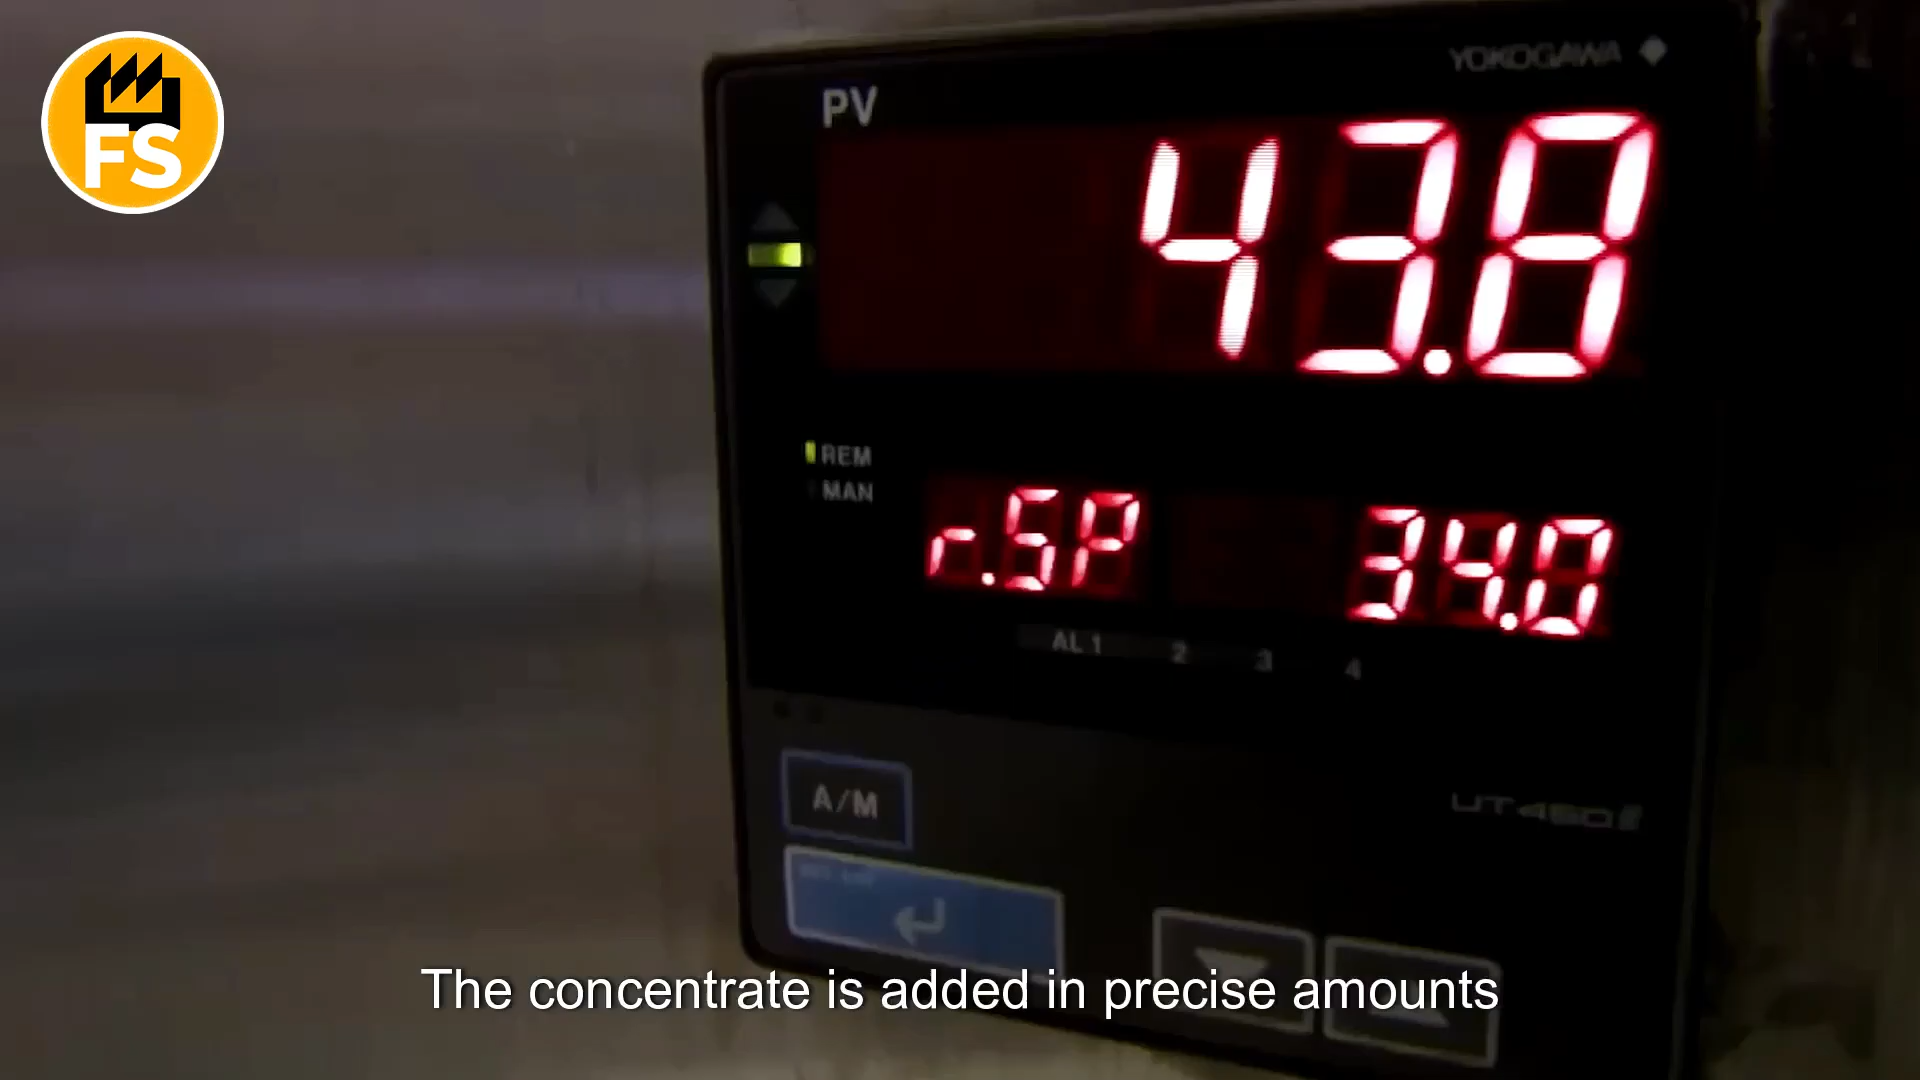 FS
YOKOGAWA
PV
43.8
REM
MAN
r.SP 34.0
AL 1 2 3 4
A/M
UT450
The concentrate is added in precise amounts